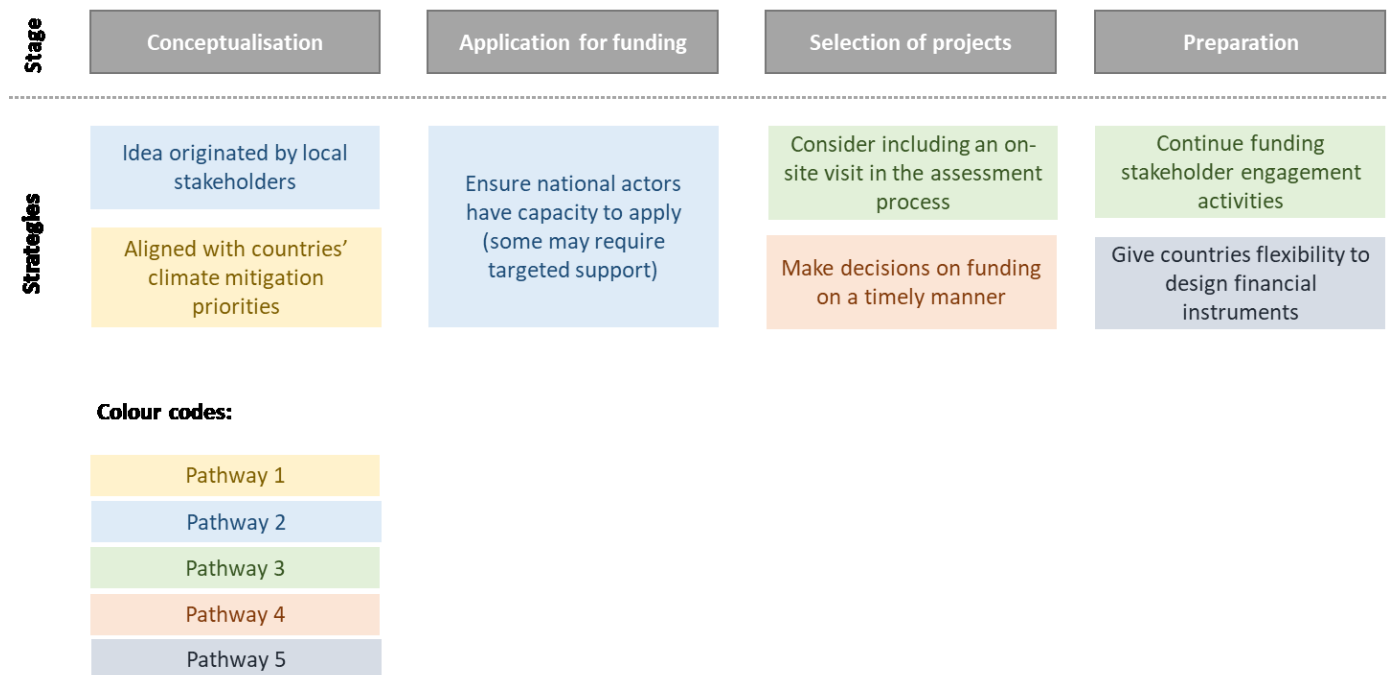 Stage
Conceptualisation
Application for funding
Selection of projects
Preparation
Strategies
Idea originated by local
stakeholders
Aligned with countries’
climate mitigation
priorities
Ensure national actors
have capacity to apply
(some may require
targeted support)
Consider including an on-
site visit in the assessment
process
Make decisions on funding
on a timely manner
Continue funding
stakeholder engagement
activities
Give countries flexibility to
design financial
instruments
Colour codes:
Pathway 1
Pathway 2
Pathway 3
Pathway 4
Pathway 5